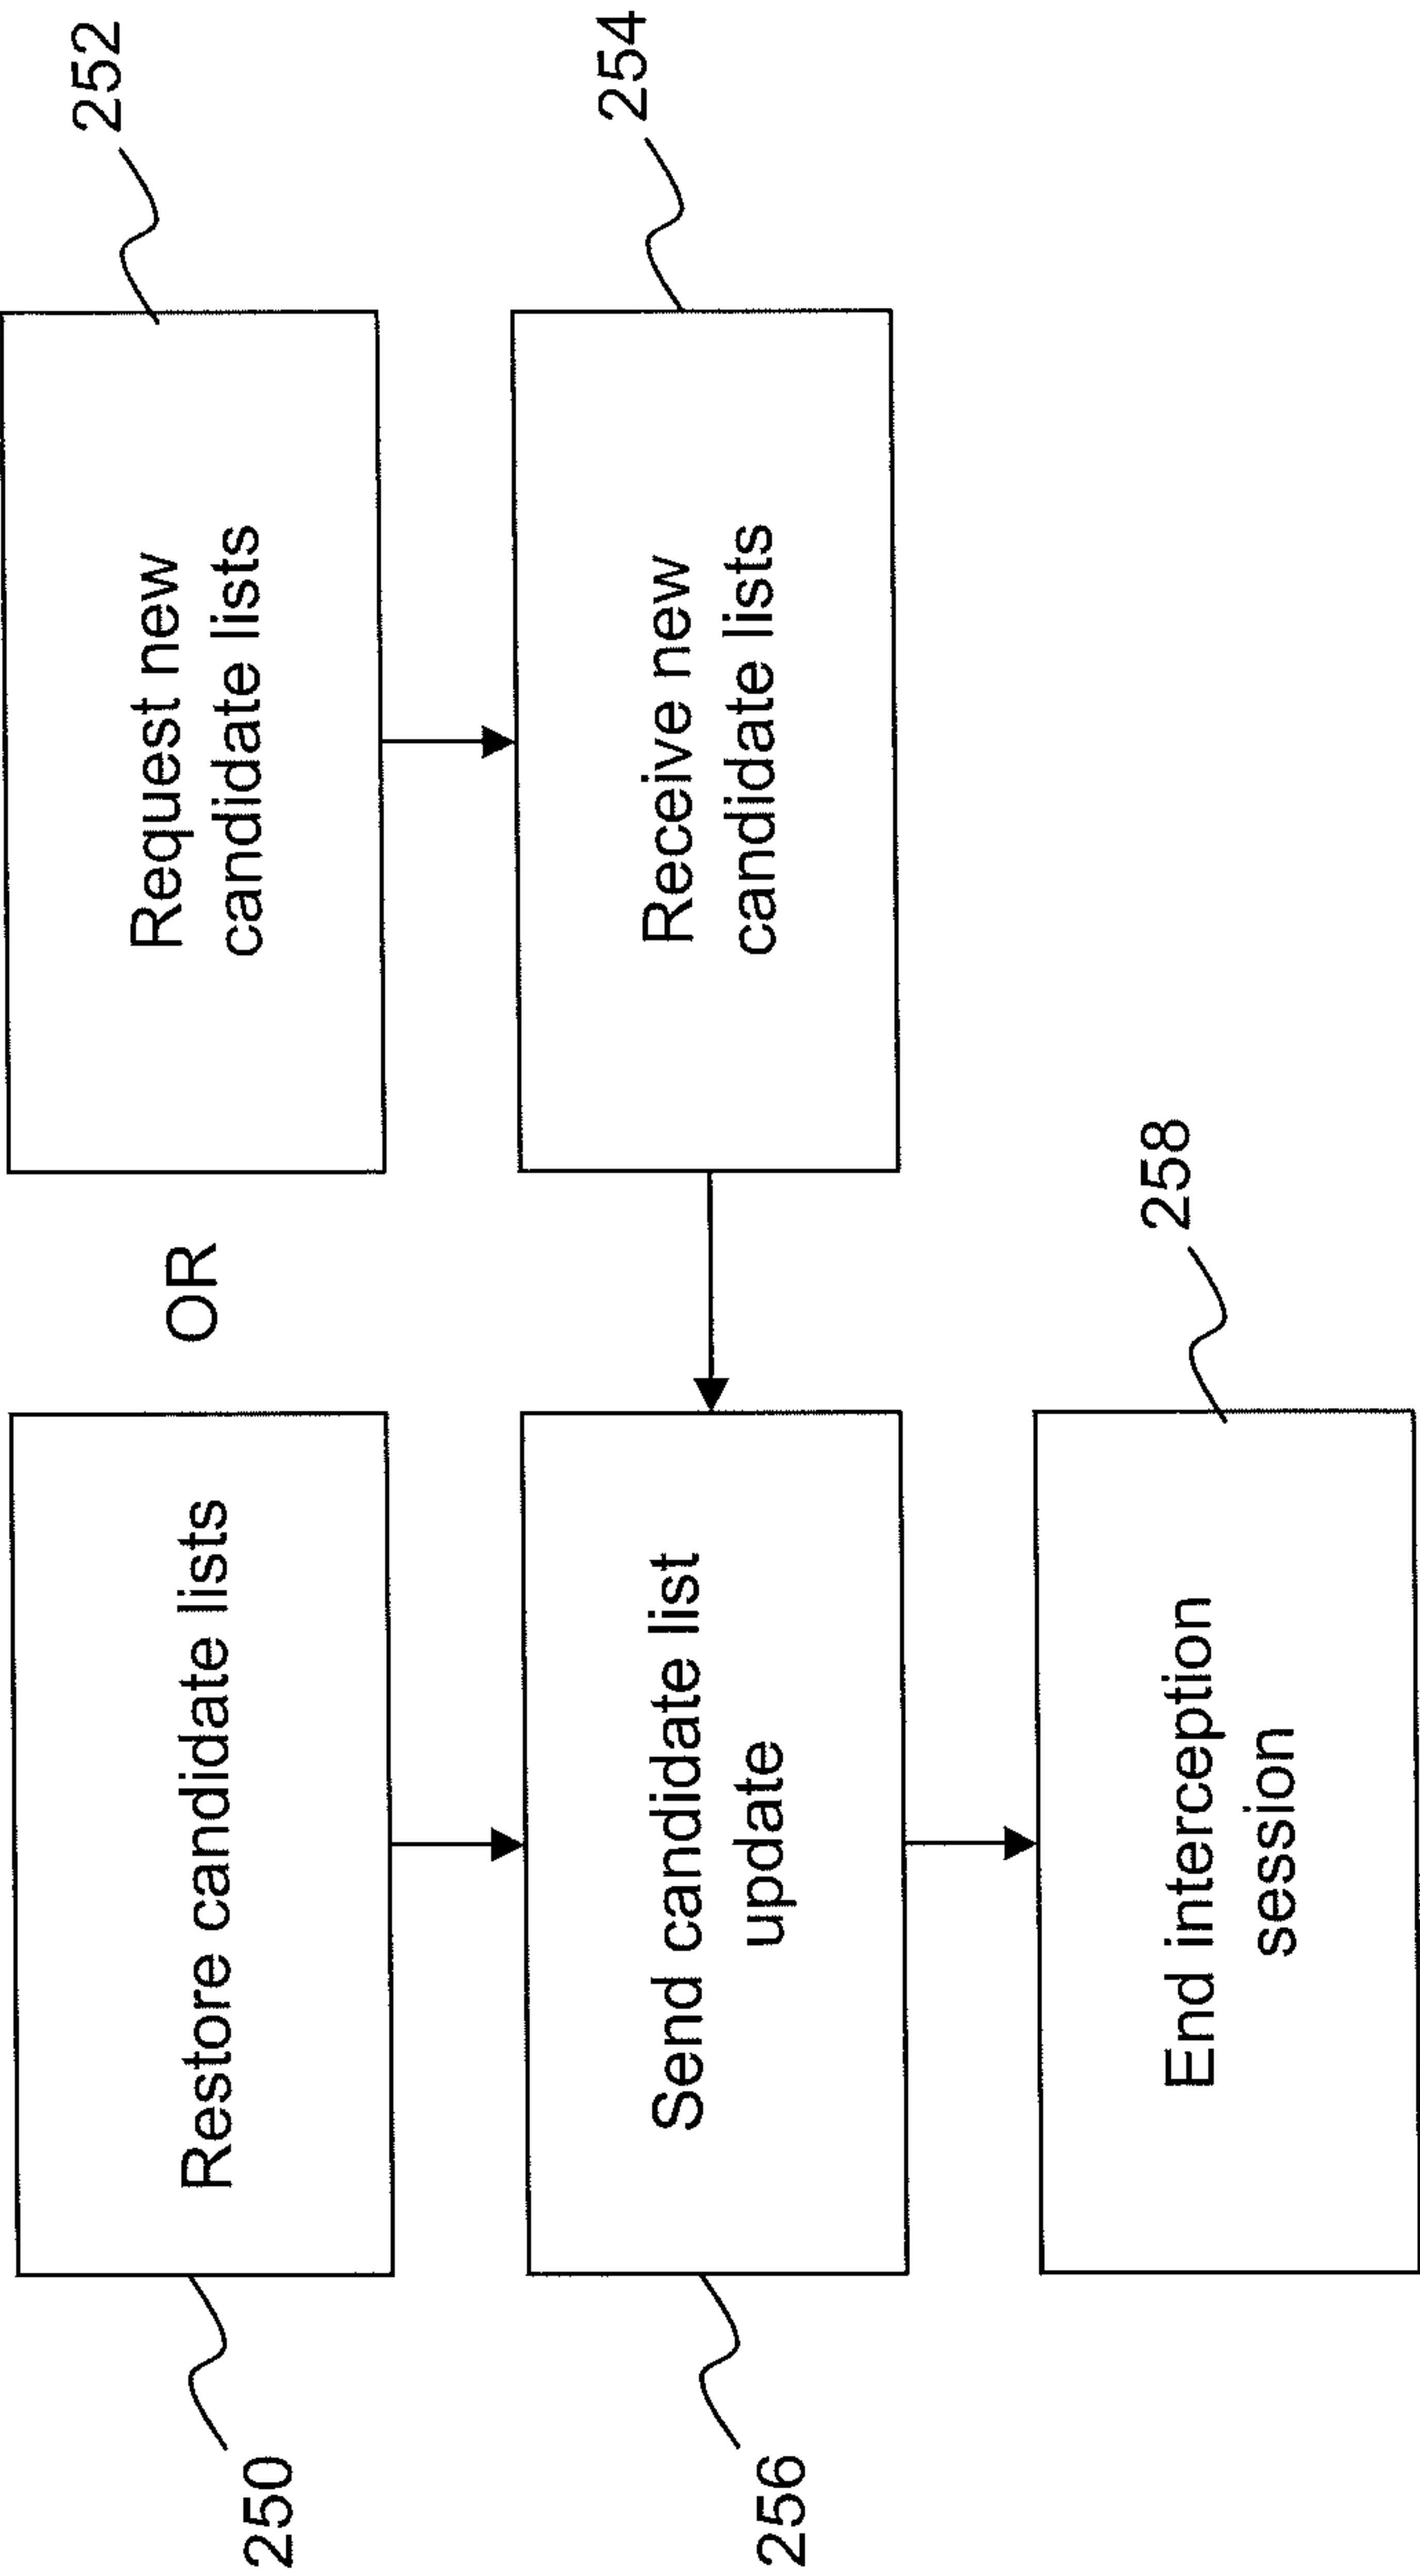 250
Restore candidate lists
OR
Request new
candidate lists
252
256
Send candidate list
update
Receive new
candidate lists
254
End interception
session
258